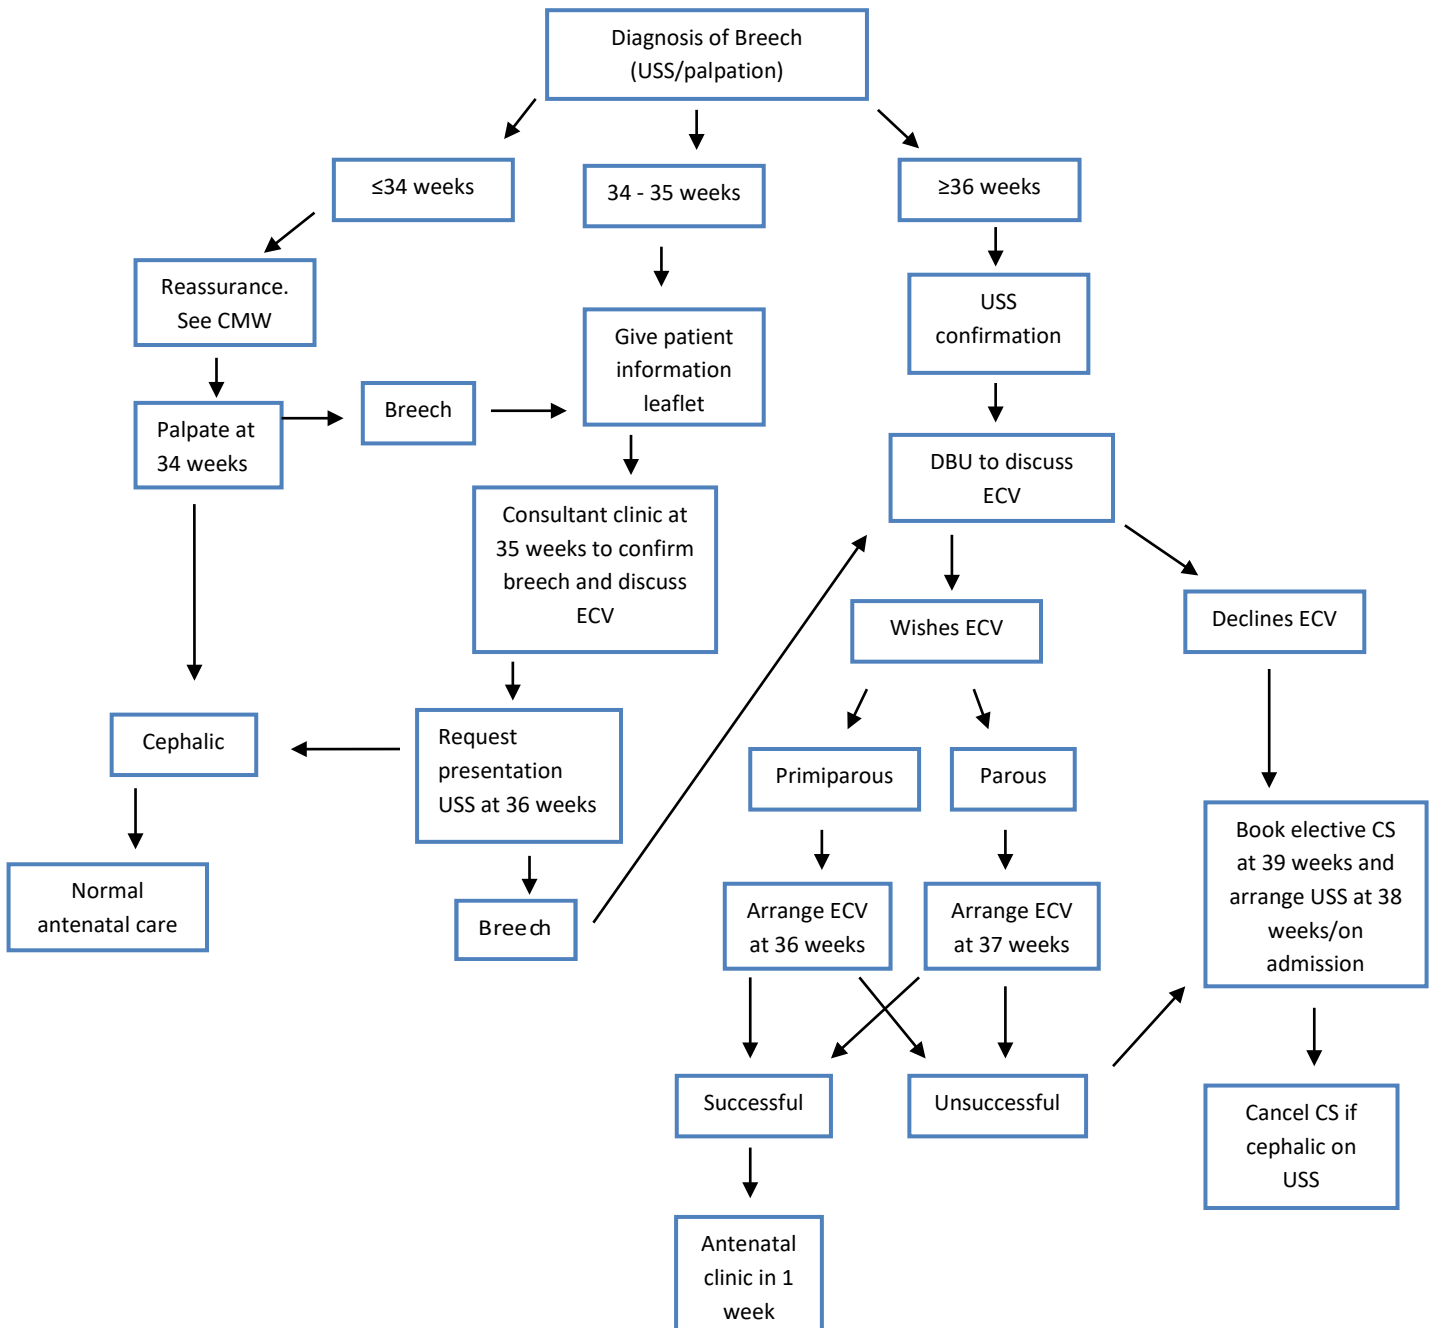 Diagnosis of Breech
(USS/palpation)
≤34 weeks
34 - 35 weeks
≥36 weeks
Reassurance.
See CMW
Give patient
information
leaflet
USS
confirmation
Palpate at
34 weeks
Breech
DBU to discuss
ECV
Consultant clinic at
35 weeks to confirm
breech and discuss
ECV
Wishes ECV
Declines ECV
Cephalic
Request
presentation
USS at 36 weeks
Primiparous
Parous
Book elective CS
at 39 weeks and
arrange USS at 38
weeks/on
admission
Normal
antenatal care
Breech
Arrange ECV
at 36 weeks
Arrange ECV
at 37 weeks
Successful
Unsuccessful
Cancel CS if
cephalic on
USS
Antenatal
clinic in 1
week